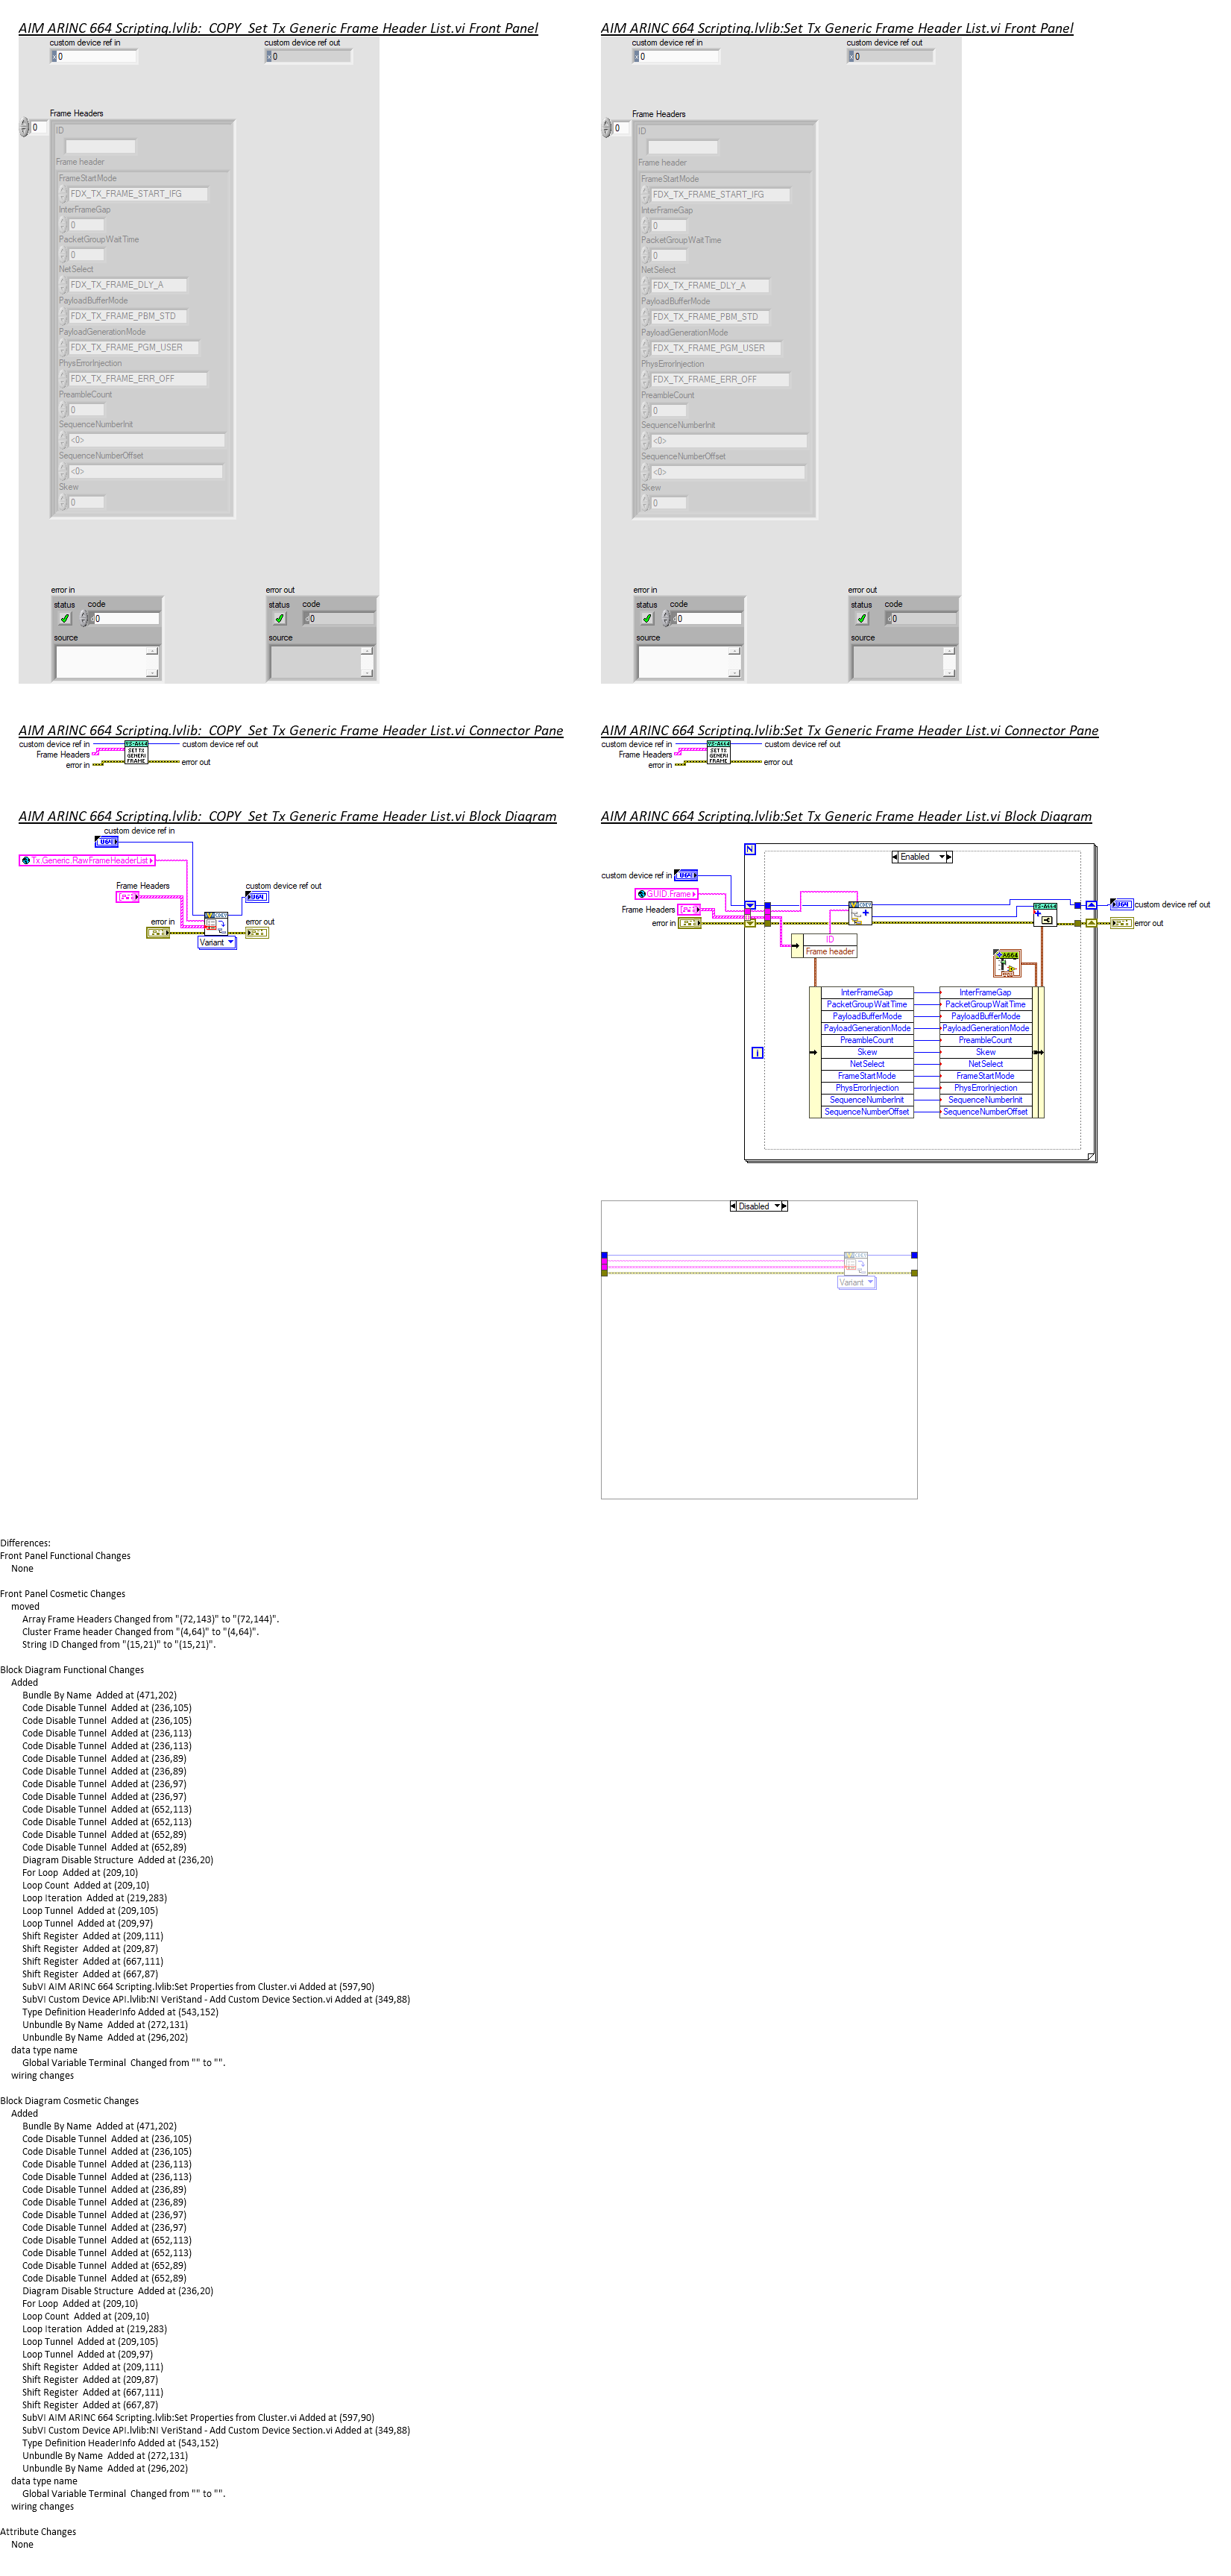 AIM ARINC 664 Scripting.lvlib:  COPY  Set Tx Generic Frame Header List.vi Front Panel
custom device ref in
custom device ref out
0
0
Frame Headers
0
ID
Frame header
FrameStartMode
FDX_TX_FRAME_START_IFG
InterFrameGap
0
PacketGroupWaitTime
0
NetSelect
FDX_TX_FRAME_DLY_A
PayloadBufferMode
FDX_TX_FRAME_PBM_STD
PayloadGenerationMode
FDX_TX_FRAME_PGM_USER
PhysErrorInjection
FDX_TX_FRAME_ERR_OFF
PreambleCount
0
SequenceNumberInit
<0>
SequenceNumberOffset
<0>
Skew
0
error in
error out
status code
status code
0
0
source
source
AIM ARINC 664 Scripting.lvlib:Set Tx Generic Frame Header List.vi Front Panel
custom device ref in
custom device ref out
0
0
Frame Headers
0
ID
Frame header
FrameStartMode
FDX_TX_FRAME_START_IFG
InterFrameGap
0
PacketGroupWaitTime
0
NetSelect
FDX_TX_FRAME_DLY_A
PayloadBufferMode
FDX_TX_FRAME_PBM_STD
PayloadGenerationMode
FDX_TX_FRAME_PGM_USER
PhysErrorInjection
FDX_TX_FRAME_ERR_OFF
PreambleCount
0
SequenceNumberInit
<0>
SequenceNumberOffset
<0>
Skew
0
error in
error out
status code
status code
0
0
source
source
AIM ARINC 664 Scripting.lvlib:  COPY  Set Tx Generic Frame Header List.vi Connector Pane
custom device ref in
custom device ref out
Frame Headers
error in
error out
VS-A664
SET TX
GENERI
FRAME
AIM ARINC 664 Scripting.lvlib:Set Tx Generic Frame Header List.vi Connector Pane
custom device ref in
custom device ref out
Frame Headers
error in
error out
VS-A664
SET TX
GENERI
FRAME
AIM ARINC 664 Scripting.lvlib:  COPY  Set Tx Generic Frame Header List.vi Block Diagram
custom device ref in
U64
Tx.Generic.RawFrameHeaderList
Frame Headers
custom device ref out
U64
error in
error out
Variant
AIM ARINC 664 Scripting.lvlib:Set Tx Generic Frame Header List.vi Block Diagram
N
Enabled
custom device ref in
U64
GUID.Frame
Frame Headers
error in
custom device ref out
U64
error out
VS-A664
ID
Frame header
A664
InterFrameGap
InterFrameGap
PacketGroupWaitTime
PacketGroupWaitTime
PayloadBufferMode
PayloadBufferMode
PayloadGenerationMode
PayloadGenerationMode
PreambleCount
PreambleCount
i
Skew
Skew
NetSelect
NetSelect
FrameStartMode
FrameStartMode
PhysErrorInjection
PhysErrorInjection
SequenceNumberInit
SequenceNumberInit
SequenceNumberOffset
SequenceNumberOffset
Disabled
Variant
Differences:
Front Panel Functional Changes
None
Front Panel Cosmetic Changes
moved
Array Frame Headers Changed from "(72,143)" to "(72,144)".
Cluster Frame header Changed from "(4,64)" to "(4,64)".
String ID Changed from "(15,21)" to "(15,21)".
Block Diagram Functional Changes
Added
Bundle By Name  Added at (471,202)
Code Disable Tunnel  Added at (236,105)
Code Disable Tunnel  Added at (236,105)
Code Disable Tunnel  Added at (236,113)
Code Disable Tunnel  Added at (236,113)
Code Disable Tunnel  Added at (236,89)
Code Disable Tunnel  Added at (236,89)
Code Disable Tunnel  Added at (236,97)
Code Disable Tunnel  Added at (236,97)
Code Disable Tunnel  Added at (652,113)
Code Disable Tunnel  Added at (652,113)
Code Disable Tunnel  Added at (652,89)
Code Disable Tunnel  Added at (652,89)
Diagram Disable Structure  Added at (236,20)
For Loop  Added at (209,10)
Loop Count  Added at (209,10)
Loop Iteration  Added at (219,283)
Loop Tunnel  Added at (209,105)
Loop Tunnel  Added at (209,97)
Shift Register  Added at (209,111)
Shift Register  Added at (209,87)
Shift Register  Added at (667,111)
Shift Register  Added at (667,87)
SubVI AIM ARINC 664 Scripting.lvlib:Set Properties from Cluster.vi Added at (597,90)
SubVI Custom Device API.lvlib:NI VeriStand - Add Custom Device Section.vi Added at (349,88)
Type Definition HeaderInfo Added at (543,152)
Unbundle By Name  Added at (272,131)
Unbundle By Name  Added at (296,202)
data type name
Global Variable Terminal  Changed from "" to "".
wiring changes
Block Diagram Cosmetic Changes
Added
Bundle By Name  Added at (471,202)
Code Disable Tunnel  Added at (236,105)
Code Disable Tunnel  Added at (236,105)
Code Disable Tunnel  Added at (236,113)
Code Disable Tunnel  Added at (236,113)
Code Disable Tunnel  Added at (236,89)
Code Disable Tunnel  Added at (236,89)
Code Disable Tunnel  Added at (236,97)
Code Disable Tunnel  Added at (236,97)
Code Disable Tunnel  Added at (652,113)
Code Disable Tunnel  Added at (652,113)
Code Disable Tunnel  Added at (652,89)
Code Disable Tunnel  Added at (652,89)
Diagram Disable Structure  Added at (236,20)
For Loop  Added at (209,10)
Loop Count  Added at (209,10)
Loop Iteration  Added at (219,283)
Loop Tunnel  Added at (209,105)
Loop Tunnel  Added at (209,97)
Shift Register  Added at (209,111)
Shift Register  Added at (209,87)
Shift Register  Added at (667,111)
Shift Register  Added at (667,87)
SubVI AIM ARINC 664 Scripting.lvlib:Set Properties from Cluster.vi Added at (597,90)
SubVI Custom Device API.lvlib:NI VeriStand - Add Custom Device Section.vi Added at (349,88)
Type Definition HeaderInfo Added at (543,152)
Unbundle By Name  Added at (272,131)
Unbundle By Name  Added at (296,202)
data type name
Global Variable Terminal  Changed from "" to "".
wiring changes
Attribute Changes
None